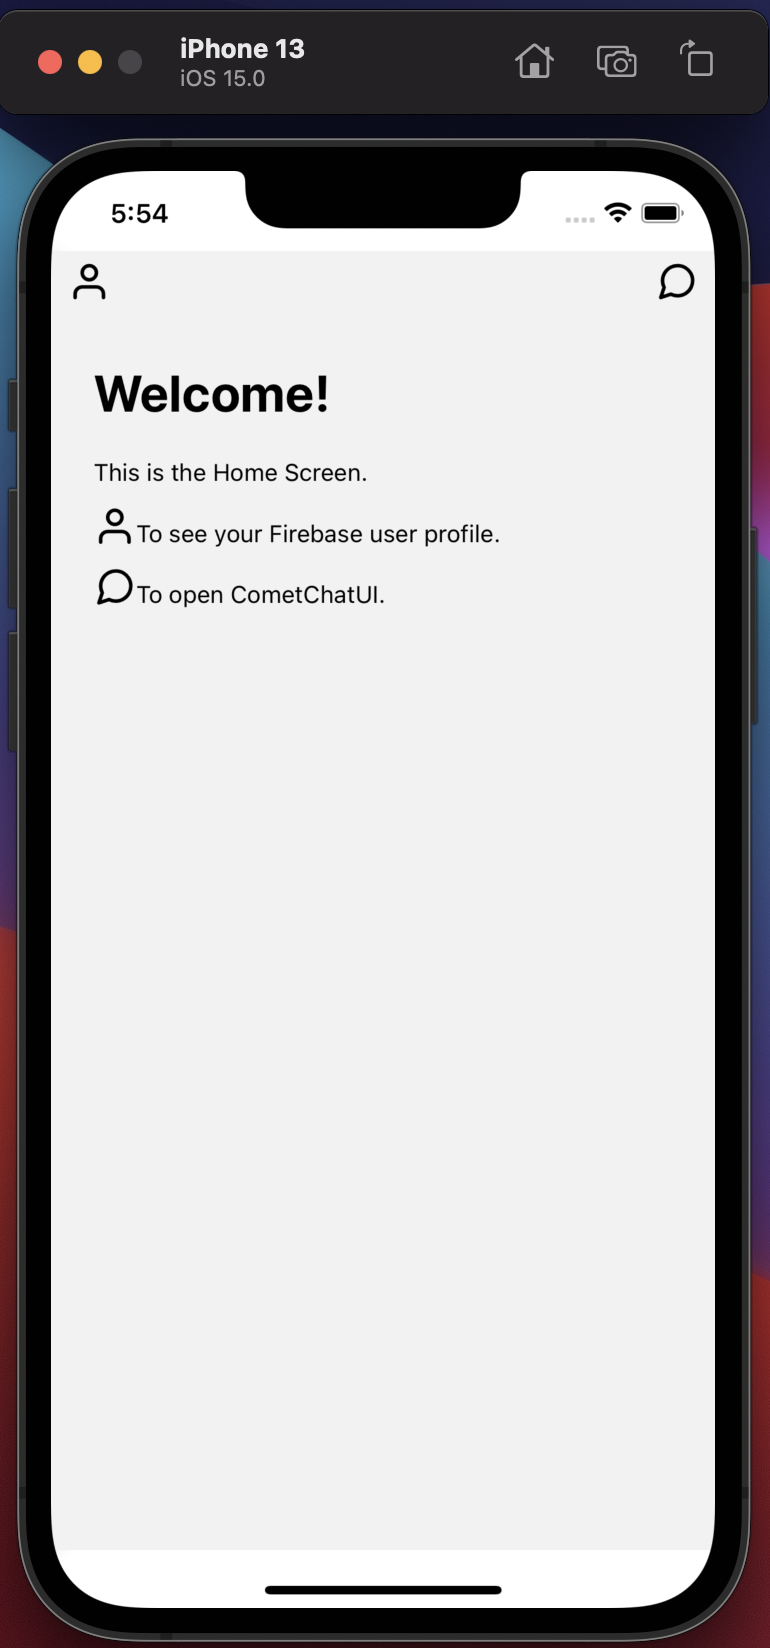 iPhone 13
iOS 15.0
5:54
Welcome!
This is the Home Screen.
To see your Firebase user profile.
To open CometChatUI.